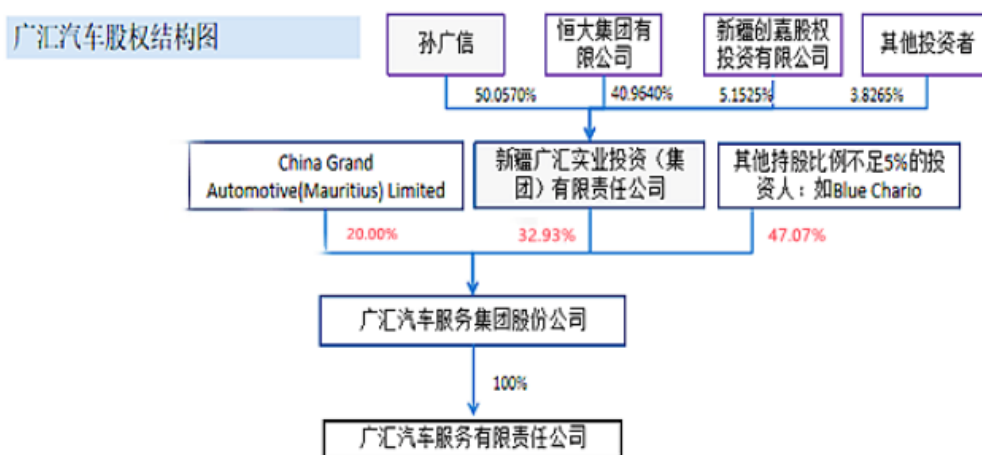 广汇汽车股权结构图
孙广信
恒大集团有
限公司
新疆创嘉股权
投资有限公司
其他投资者
50.0570%
40.9640%
5.1525%
3.8265%
China Grand
Automotive(Mauritius) Limited
新疆广汇实业投资（集
团）有限责任公司
其他持股比例不足5%的投
资人：如Blue Chario
20.00%
32.93%
47.07%
广汇汽车服务集团股份公司
100%
广汇汽车服务有限责任公司